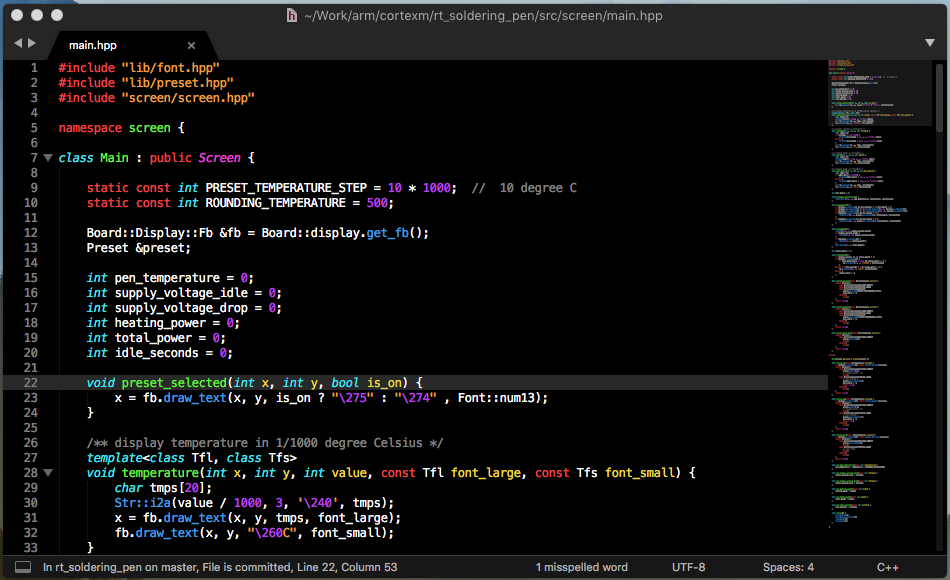 ~/Work/arm/cortexm/rt_soldering_pen/src/screen/main.hpp
main.hpp ×
1 #include "lib/font.hpp"
2 #include "lib/preset.hpp"
3 #include "screen/screen.hpp"
4
5 namespace screen {
6
7 class Main : public Screen {
8
9     static const int PRESET_TEMPERATURE_STEP = 10 * 1000;  //  10 degree C
10     static const int ROUNDING_TEMPERATURE = 500;
11
12     Board::Display::Fb &fb = Board::display.get_fb();
13     Preset &preset;
14
15     int pen_temperature = 0;
16     int supply_voltage_idle = 0;
17     int supply_voltage_drop = 0;
18     int heating_power = 0;
19     int total_power = 0;
20     int idle_seconds = 0;
21
22     void preset_selected(int x, int y, bool is_on) {
23         x = fb.draw_text(x, y, is_on ? "\275" : "\274" , Font::num13);
24     }
25
26     /** display temperature in 1/1000 degree Celsius */
27     template<class Tfl, class Tfs>
28     void temperature(int x, int y, int value, const Tfl font_large, const Tfs font_small) {
29         char tmps[20];
30         Str::i2a(value / 1000, 3, '\240', tmps);
31         x = fb.draw_text(x, y, tmps, font_large);
32         fb.draw_text(x, y, "\260C", font_small);
33     }
In rt_soldering_pen on master, File is committed, Line 22, Column 53 1 misspelled word UTF-8 Spaces: 4 C++